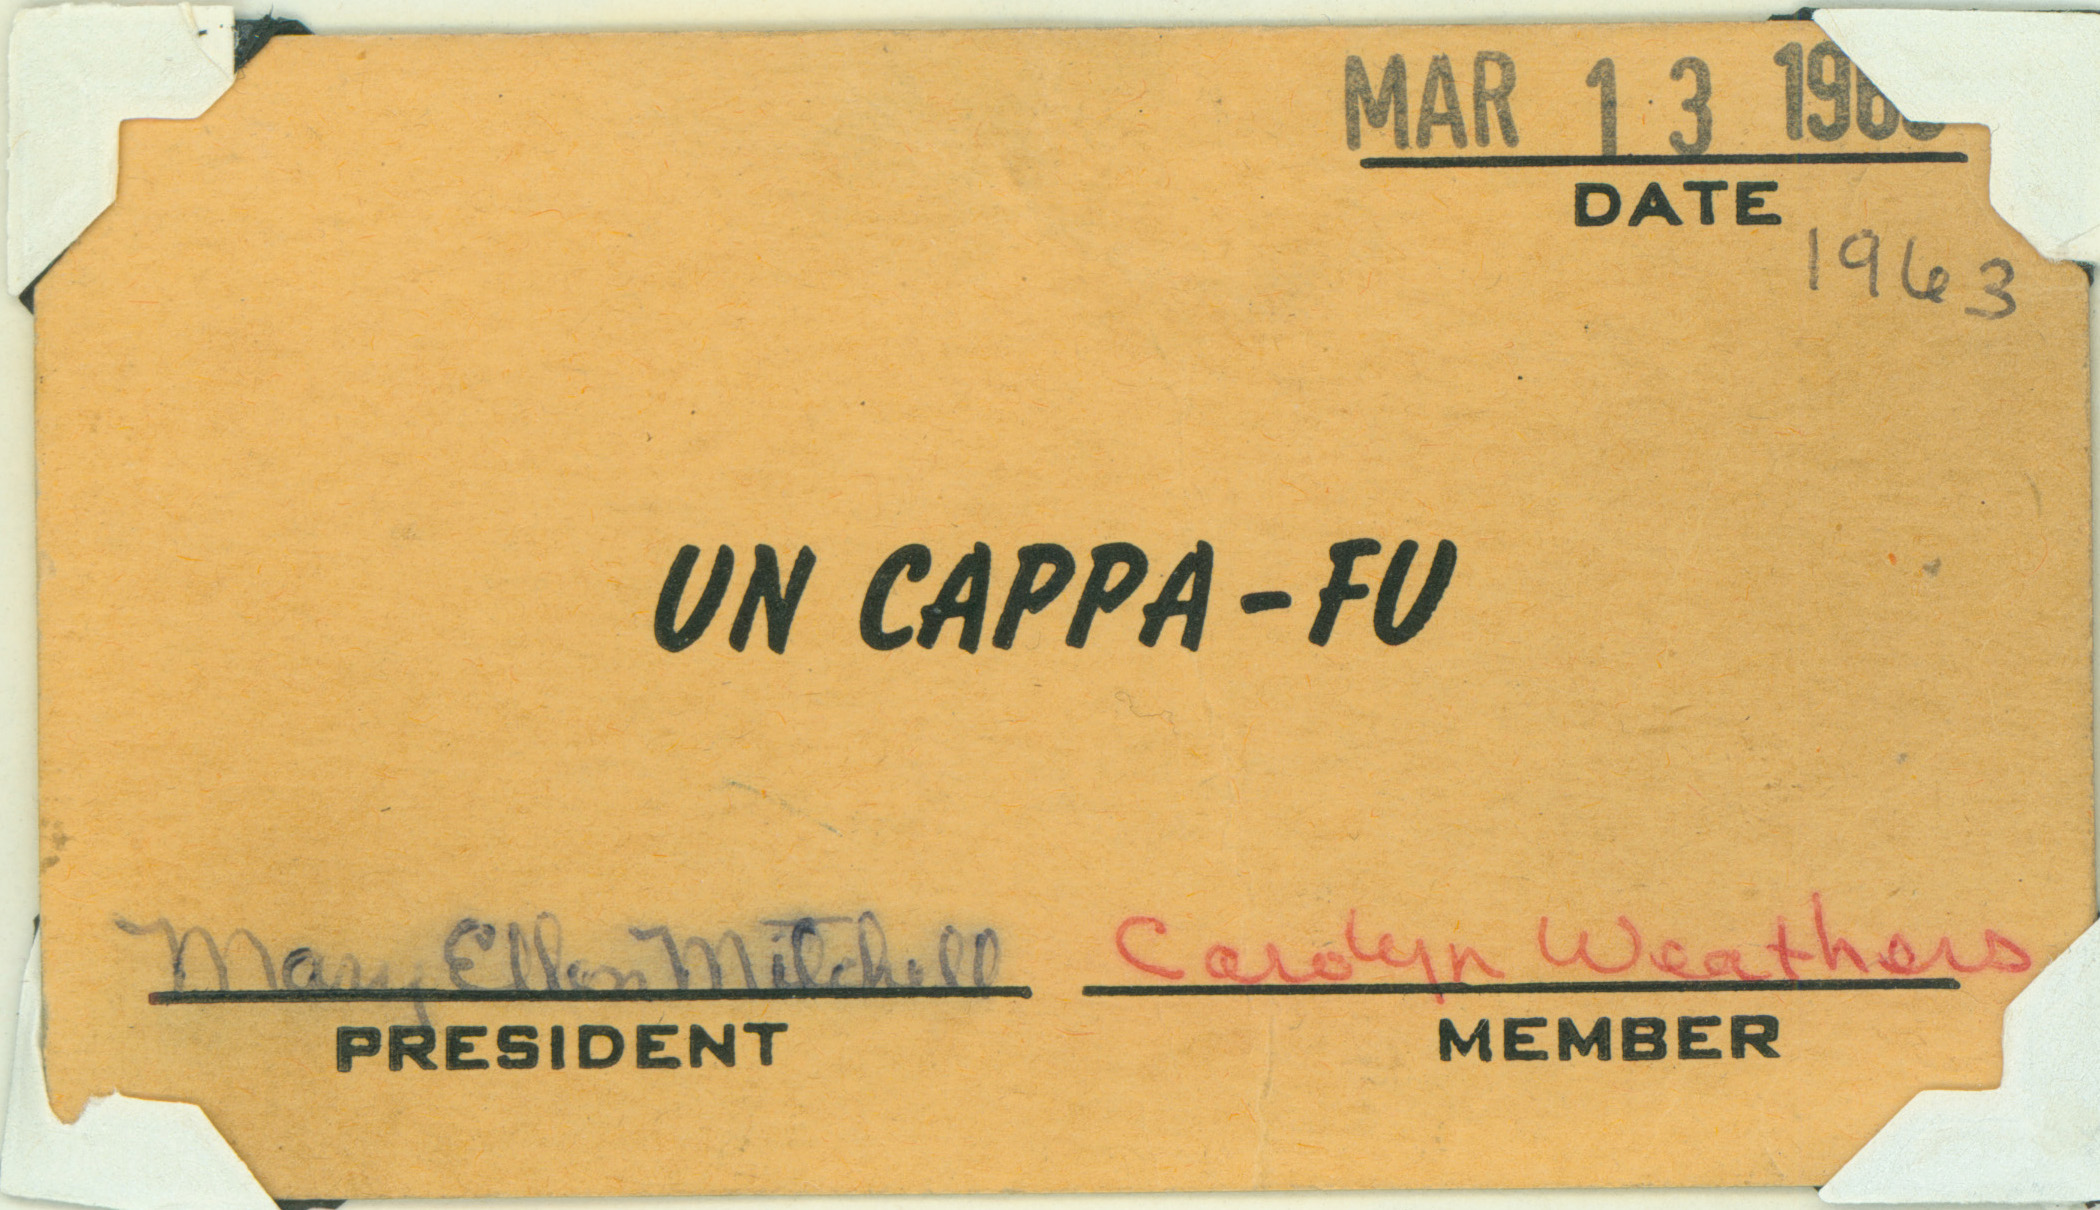 MAR 13 196
DATE
1963
UN CAPPA-FU
Mary Ellen Mitchell Carolyn Weathers
PRESIDENT MEMBER